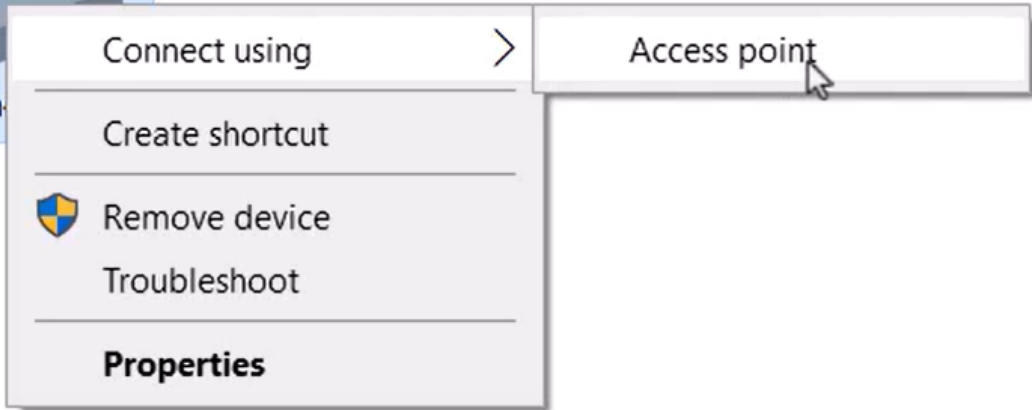 Connect using
Access point
Create shortcut
Remove device
Troubleshoot
Properties